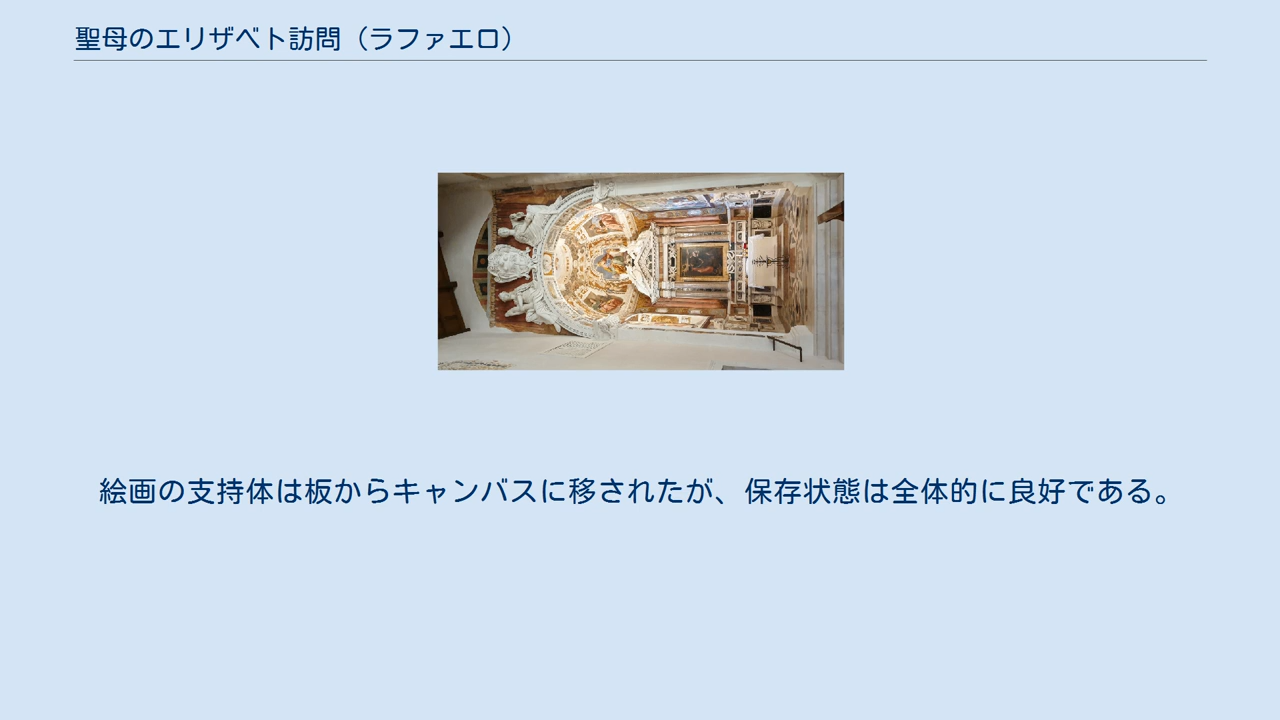 聖母のエリザベト訪問（ラファエロ）
絵画の支持体は板からキャンバスに移されたが、保存状態は全体的に良好である。